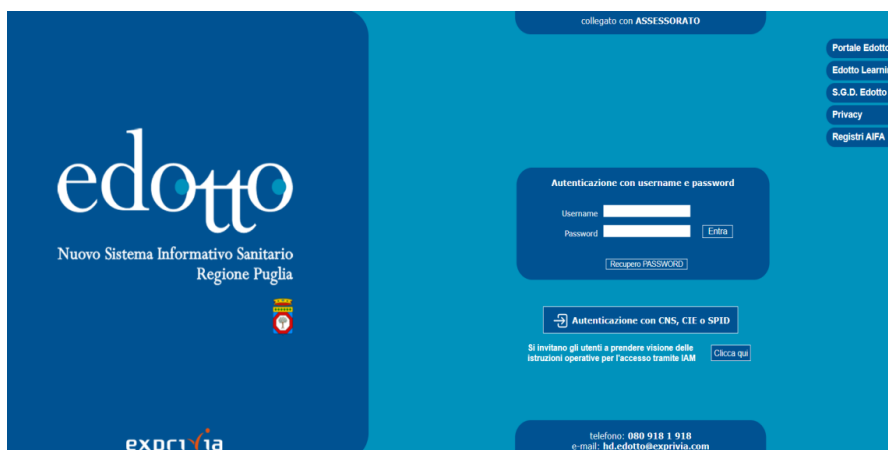 collegato con ASSESSORATO
Portale Edotto
Edotto Learnin
S.G.D. Edotto
Privacy
Registri AIFA
edotto
Nuovo Sistema Informativo Sanitario
Regione Puglia
Autenticazione con username e password
Username
Password
Entra
Recupero PASSWORD
Autenticazione con CNS, CIE o SPID
Si invitano gli utenti a prendere visione delle
istruzioni operative per l'accesso tramite IAM
Clicca qui
exprivia
telefono: 080 918 1 918
e-mail: hd.edotto@exprivia.com